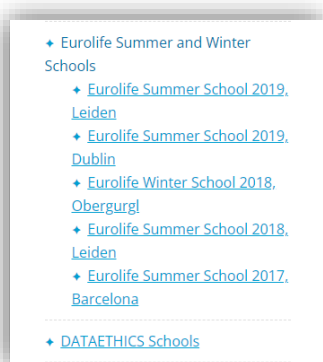 Eurolife Summer and Winter
Schools
Eurolife Summer School 2019,
Leiden
Eurolife Summer School 2019,
Dublin
Eurolife Winter School 2018,
Obergurgl
Eurolife Summer School 2018,
Leiden
Eurolife Summer School 2017,
Barcelona
DATAETHICS Schools